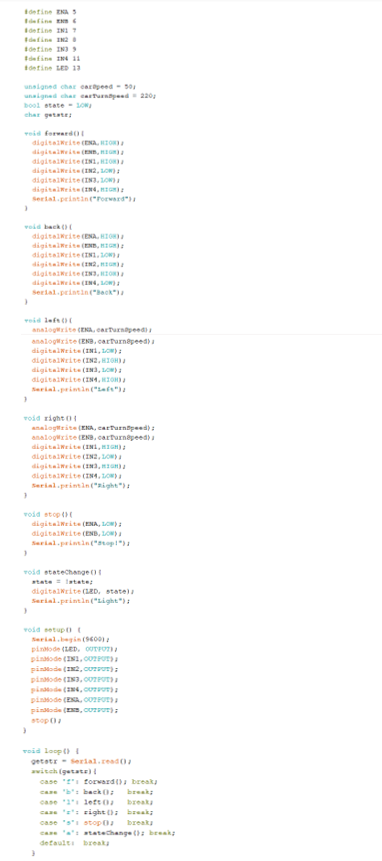 #define ENA 5
#define ENB 6
#define IN1 7
#define IN2 8
#define IN3 9
#define IN4 11
#define LED 13
unsigned char carSpeed = 50;
unsigned char carTurnSpeed = 220;
bool state = LOW;
char getstr;
void forward(){
digitalWrite(ENA,HIGH);
digitalWrite(ENB,HIGH);
digitalWrite(IN1,HIGH);
digitalWrite(IN2,LOW);
digitalWrite(IN3,LOW);
digitalWrite(IN4,HIGH);
Serial.println("Forward");
}
void back(){
digitalWrite(ENA,HIGH);
digitalWrite(ENB,HIGH);
digitalWrite(IN1,LOW);
digitalWrite(IN2,HIGH);
digitalWrite(IN3,HIGH);
digitalWrite(IN4,LOW);
Serial.println("Back");
}
void left(){
analogWrite(ENA,carTurnSpeed);
analogWrite(ENB,carTurnSpeed);
digitalWrite(IN1,LOW);
digitalWrite(IN2,HIGH);
digitalWrite(IN3,LOW);
digitalWrite(IN4,HIGH);
Serial.println("Left");
}
void right(){
analogWrite(ENA,carTurnSpeed);
analogWrite(ENB,carTurnSpeed);
digitalWrite(IN1,HIGH);
digitalWrite(IN2,LOW);
digitalWrite(IN3,HIGH);
digitalWrite(IN4,LOW);
Serial.println("Right");
}
void stop(){
digitalWrite(ENA,LOW);
digitalWrite(ENB,LOW);
Serial.println("Stop!");
}
void stateChange(){
state = !state;
digitalWrite(LED, state);
Serial.println("Light");
}
void setup() {
Serial.begin(9600);
pinMode(LED, OUTPUT);
pinMode(IN1,OUTPUT);
pinMode(IN2,OUTPUT);
pinMode(IN3,OUTPUT);
pinMode(IN4,OUTPUT);
pinMode(ENA,OUTPUT);
pinMode(ENB,OUTPUT);
stop();
}
void loop() {
getstr = Serial.read();
switch(getstr){
case 'f': forward(); break;
case 'b': back(); break;
case 'l': left(); break;
case 'r': right(); break;
case 's': stop(); break;
case 'a': stateChange(); break;
default: break;
}